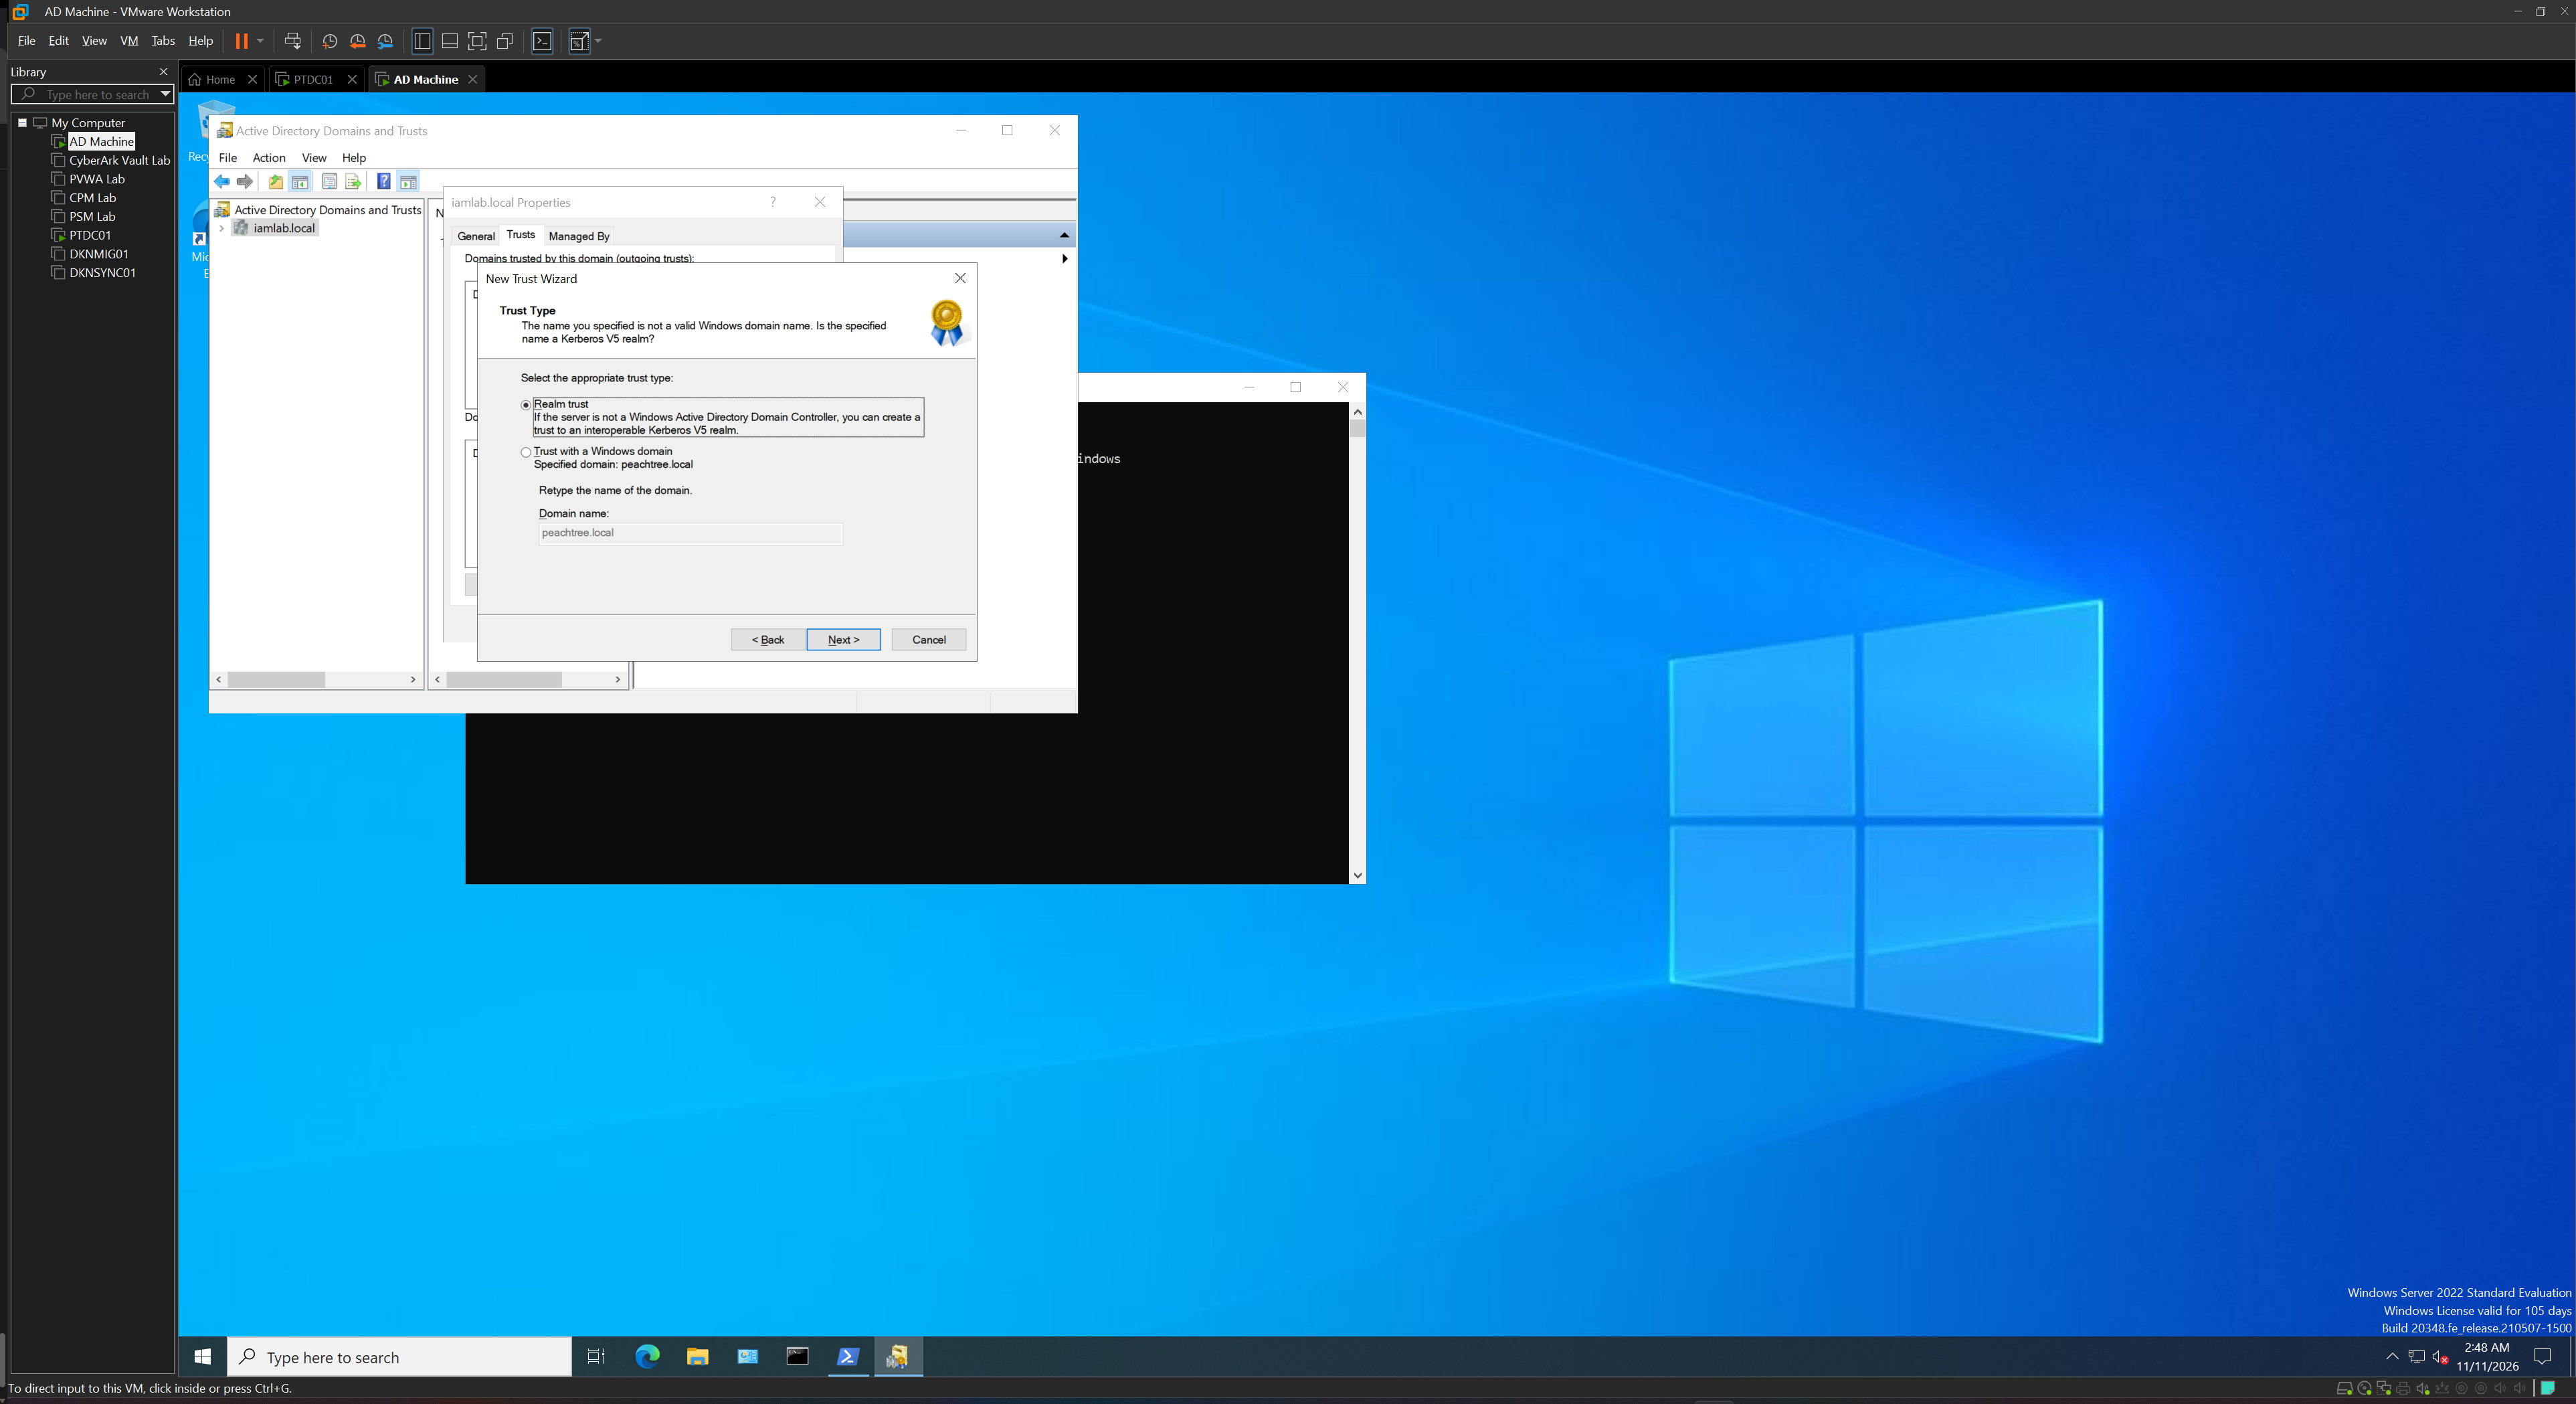 AD Machine - VMware Workstation
File Edit View VM Tabs Help
Library
Type here to search
My Computer
AD Machine
CyberArk Vault Lab
PVWA Lab
CPM Lab
PSM Lab
PTDC01
DKNMIG01
DKNSYNC01
Home PTDC01 AD Machine
Active Directory Domains and Trusts
File Action View Help
Active Directory Domains and Trusts
iamlab.local
iamlab.local Properties ?
General Trusts Managed By
Domains trusted by this domain (outgoing trusts):
New Trust Wizard
Trust Type
The name you specified is not a valid Windows domain name. Is the specified
name a Kerberos V5 realm?
Select the appropriate trust type:
Realm trust
If the server is not a Windows Active Directory Domain Controller, you can create a
trust to an interoperable Kerberos V5 realm.
Trust with a Windows domain
Specified domain: peachtree.local
Retype the name of the domain.
Domain name:
peachtree.local
< Back Next > Cancel
indows
Windows Server 2022 Standard Evaluation
Windows License valid for 105 days
Build 20348.fe_release.210507-1500
Type here to search
2:48 AM
11/11/2026
To direct input to this VM, click inside or press Ctrl+G.